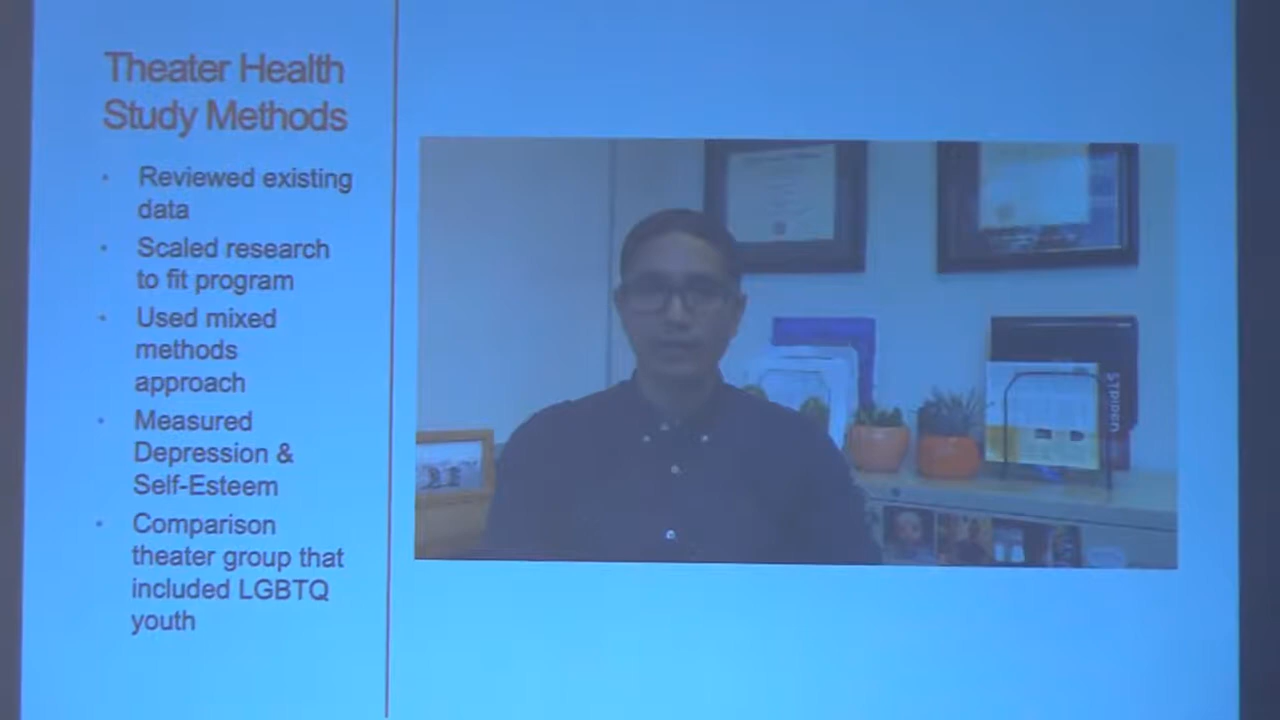 Theater Health
Study Methods
• Reviewed existing
data
• Scaled research
to fit program
• Used mixed
methods
approach
• Measured
Depression &
Self-Esteem
• Comparison
theater group that
included LGBTQ
youth